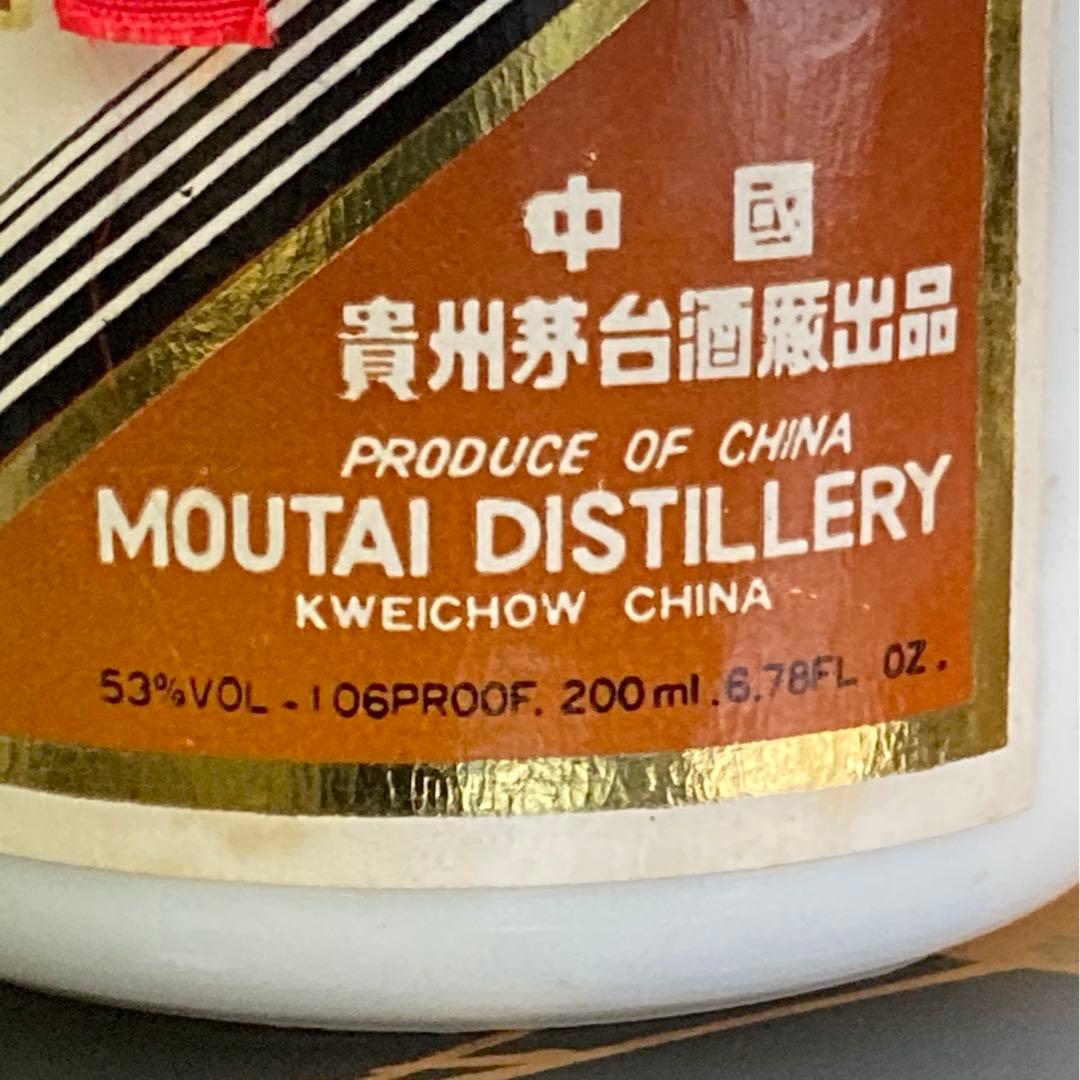 中國
貴州茅台酒廠出品
PRODUCE OF CHINA
MOUTAI DISTILLERY
KWEICHOW CHINA
53%VOL. 106PROOF. 200ml. 6.78FL OZ.